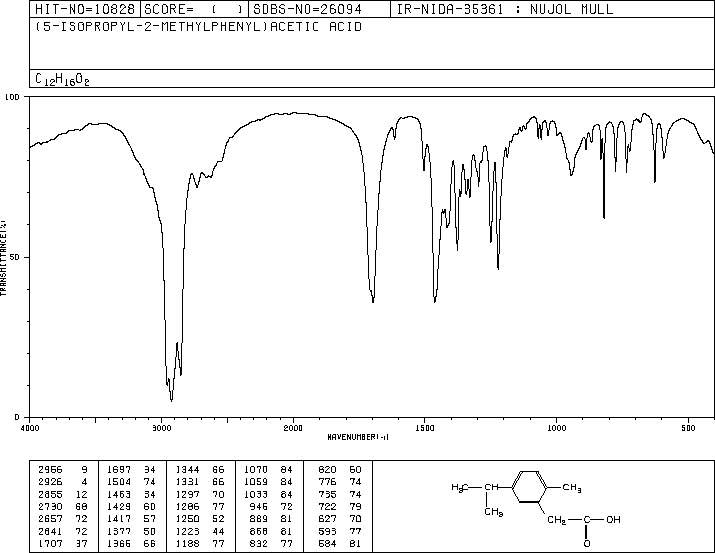 HIT-NO=10828 SCORE= ( ) SDBS-NO=26094 IR-NIDA-35361 : NUJOL MULL
(5-ISOPROPYL-2-METHYLPHENYL)ACETIC ACID
C12H16O2
100
50
0
TRANSMITTANCE(%)
4000 3000 2000 1500 1000 500
WAVENUMBER(-1)
2966 9 1697 34 1344 66 1070 84 820 60
2926 4 1504 74 1331 66 1059 84 776 74
2855 12 1463 34 1297 70 1033 84 735 74
2730 68 1429 60 1286 77 945 72 722 79
2657 72 1417 57 1250 52 889 81 627 70
2641 72 1377 50 1223 44 868 81 593 77
1707 37 1366 66 1188 77 832 77 584 81
H3C CH CH3
CH3
CH2 C OH
O